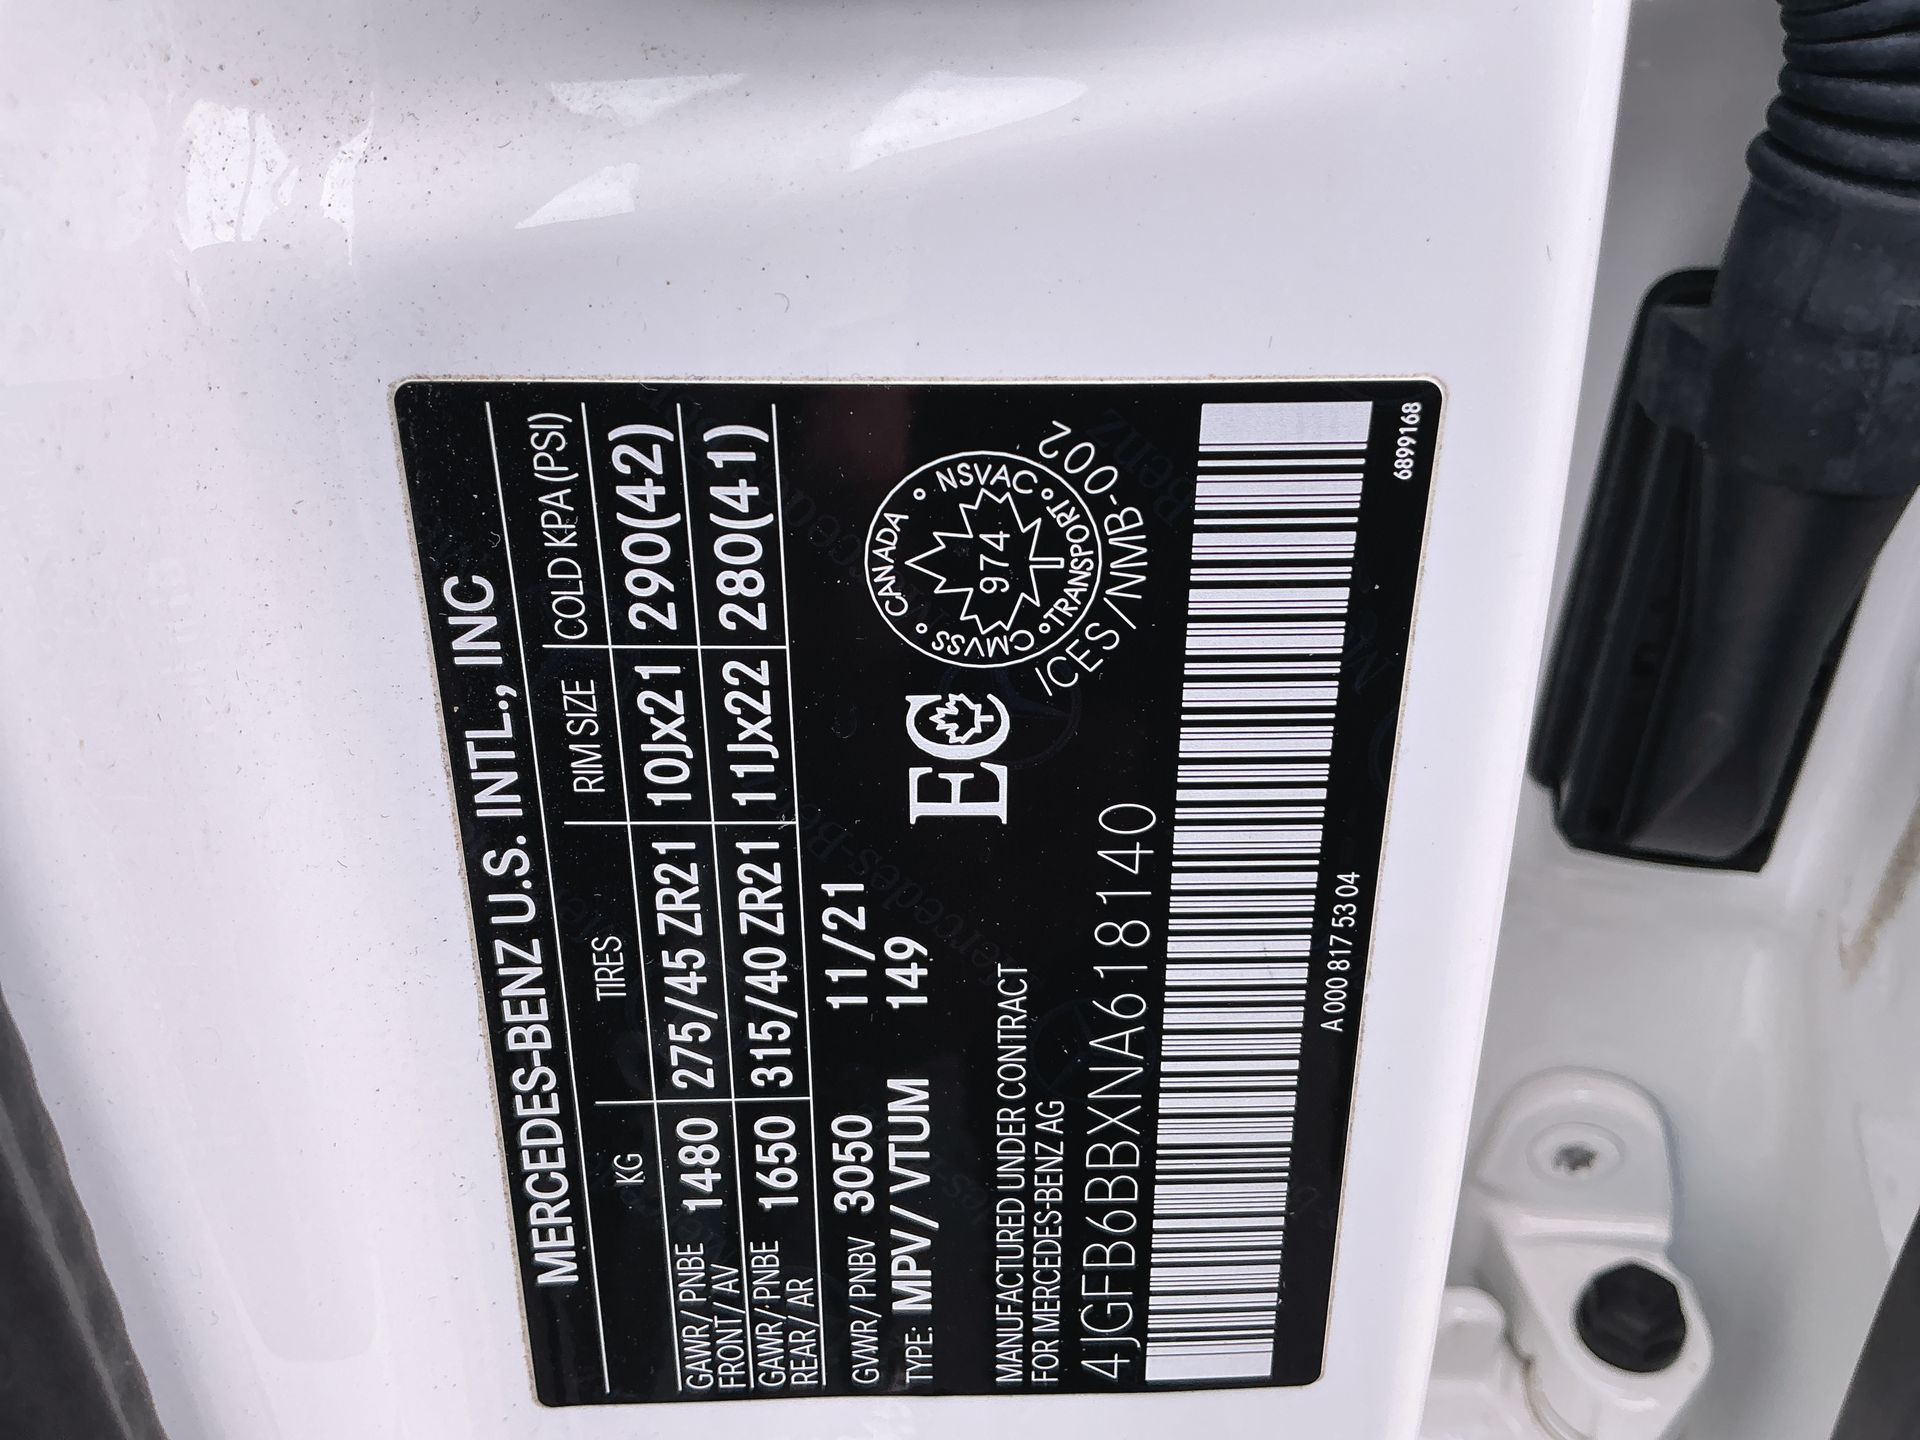 MERCEDES-BENZ U.S. INTL., INC
KG TIRES RIM SIZE COLD KPA (PSI)
GAWR / PNBE FRONT / AV 1480 275/45 ZR21 10Jx21 290(42)
GAWR / PNBE REAR / AR 1650 315/40 ZR21 11Jx22 280(41)
GVWR / PNBV 3050 11/21
TYPE: MPV / VTUM 149
MANUFACTURED UNDER CONTRACT
FOR MERCEDES-BENZ AG
EC
CANADA
NSVAC
CMVSS
TRANSPORT
974
ICES/NMB-002
4JGFB6BBXNA618140
A 000 817 53 04
6899168